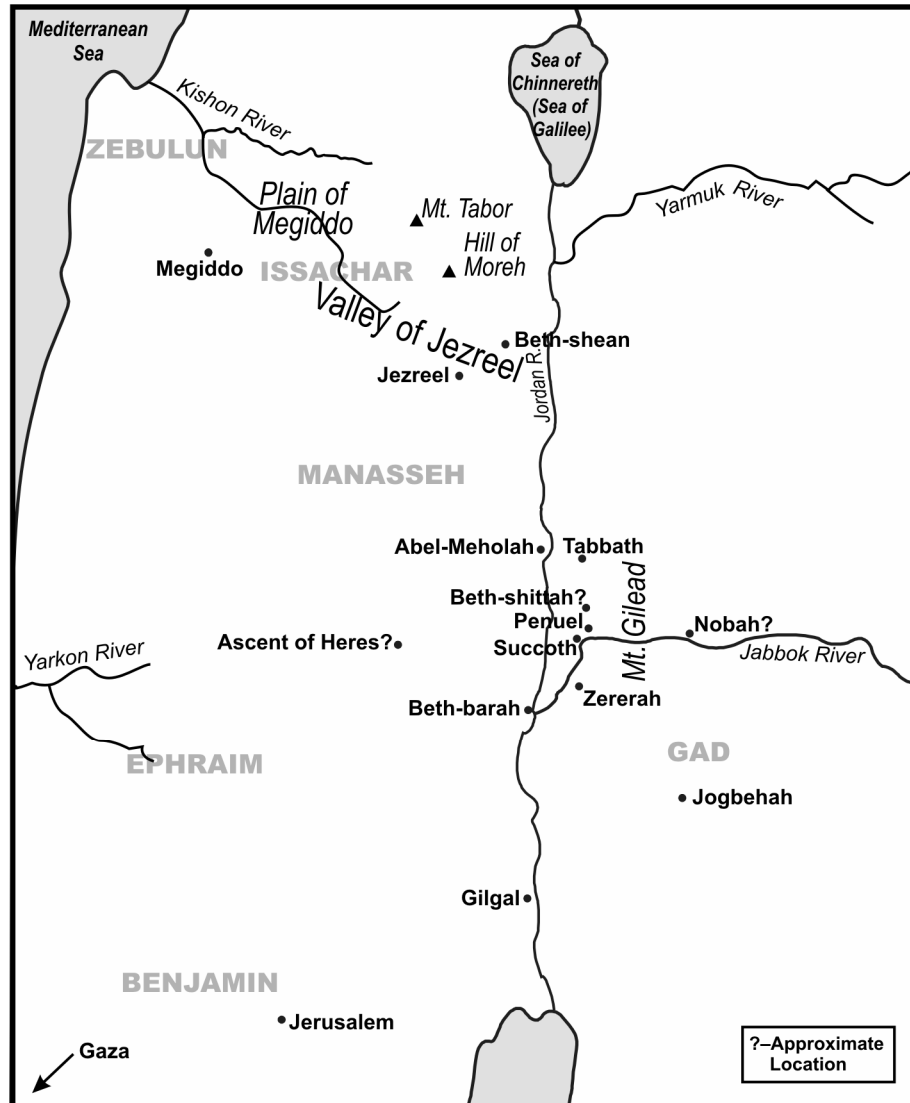 Mediterranean
Sea
Sea of
Chinnereth
(Sea of
Galilee)
Kishon River
ZEBULUN
Yarmuk River
Plain of
Megiddo
Mt. Tabor
Hill of
Moreh
Megiddo
ISSACHAR
Valley of Jezreel
Beth-shean
Jezreel
Jordan R.
MANASSEH
Abel-Meholah
Tabbath
Mt. Gilead
Beth-shittah?
Penuel
Nobah?
Succoth
Ascent of Heres?
Jabbok River
Yarkon River
Zererah
Beth-barah
GAD
EPHRAIM
Jogbehah
Gilgal
BENJAMIN
Jerusalem
Gaza
?–Approximate
Location